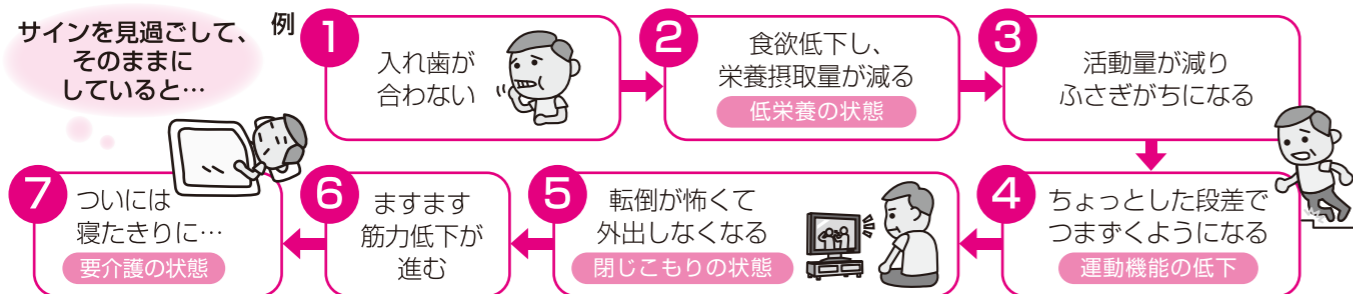 サインを見過ごして、
そのままに
していると…
例
1
入れ歯が
合わない
2
食欲低下し、
栄養摂取量が減る
低栄養の状態
3
活動量が減り
ふさぎがちになる
4
ちょっとした段差で
つまずくようになる
運動機能の低下
5
転倒が怖くて
外出しなくなる
閉じこもりの状態
6
ますます
筋力低下が
進む
7
ついには
寝たきりに…
要介護の状態